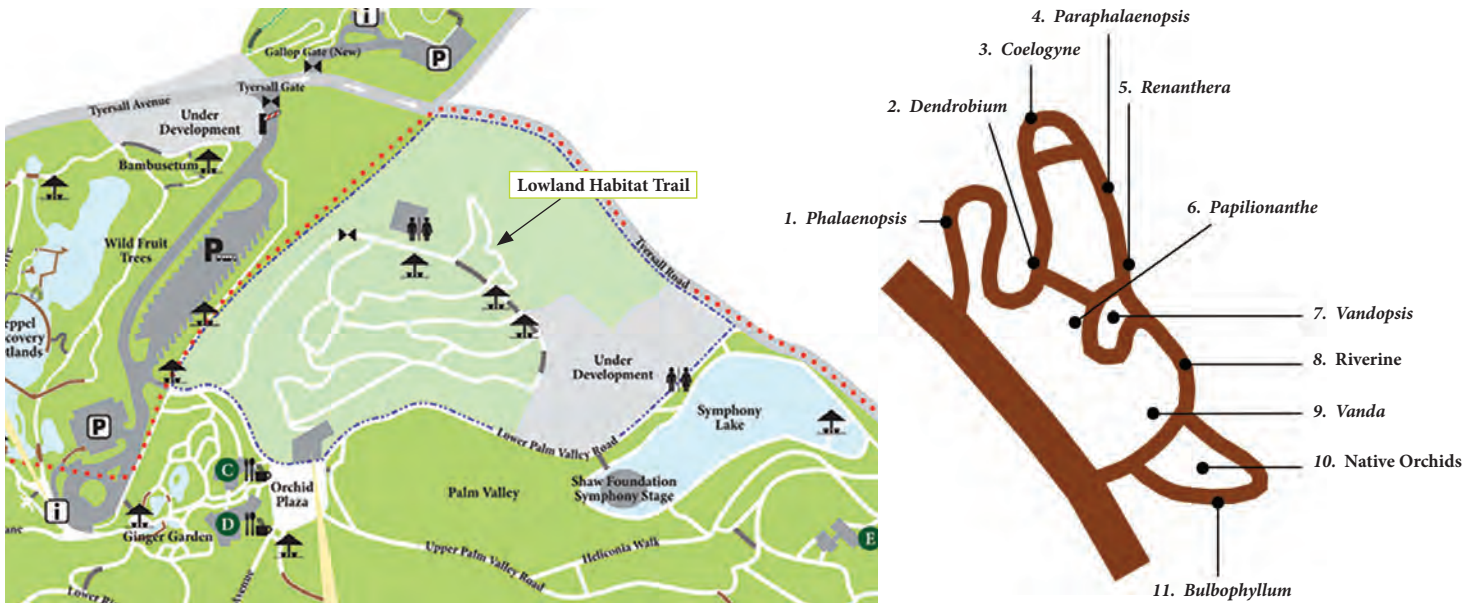 Gallop Gate (New)
P
Tyersall Gate
Tyersall Avenue
Under
Development
Bambusetum
Lowland Habitat Trail
Wild Fruit
Trees
P
Tyersall Road
Under
Development
P
Symphony
Lake
Lower Palm Valley Road
C
Orchid
Plaza
Palm Valley
Shaw Foundation
Symphony Stage
i
D
Ginger Garden
E
Heliconia Walk
Upper Palm Valley Road
Avenue
4. Paraphalaenopsis
3. Coelogyne
5. Renanthera
2. Dendrobium
6. Papilionanthe
1. Phalaenopsis
7. Vandopsis
8. Riverine
9. Vanda
10. Native Orchids
11. Bulbophyllum